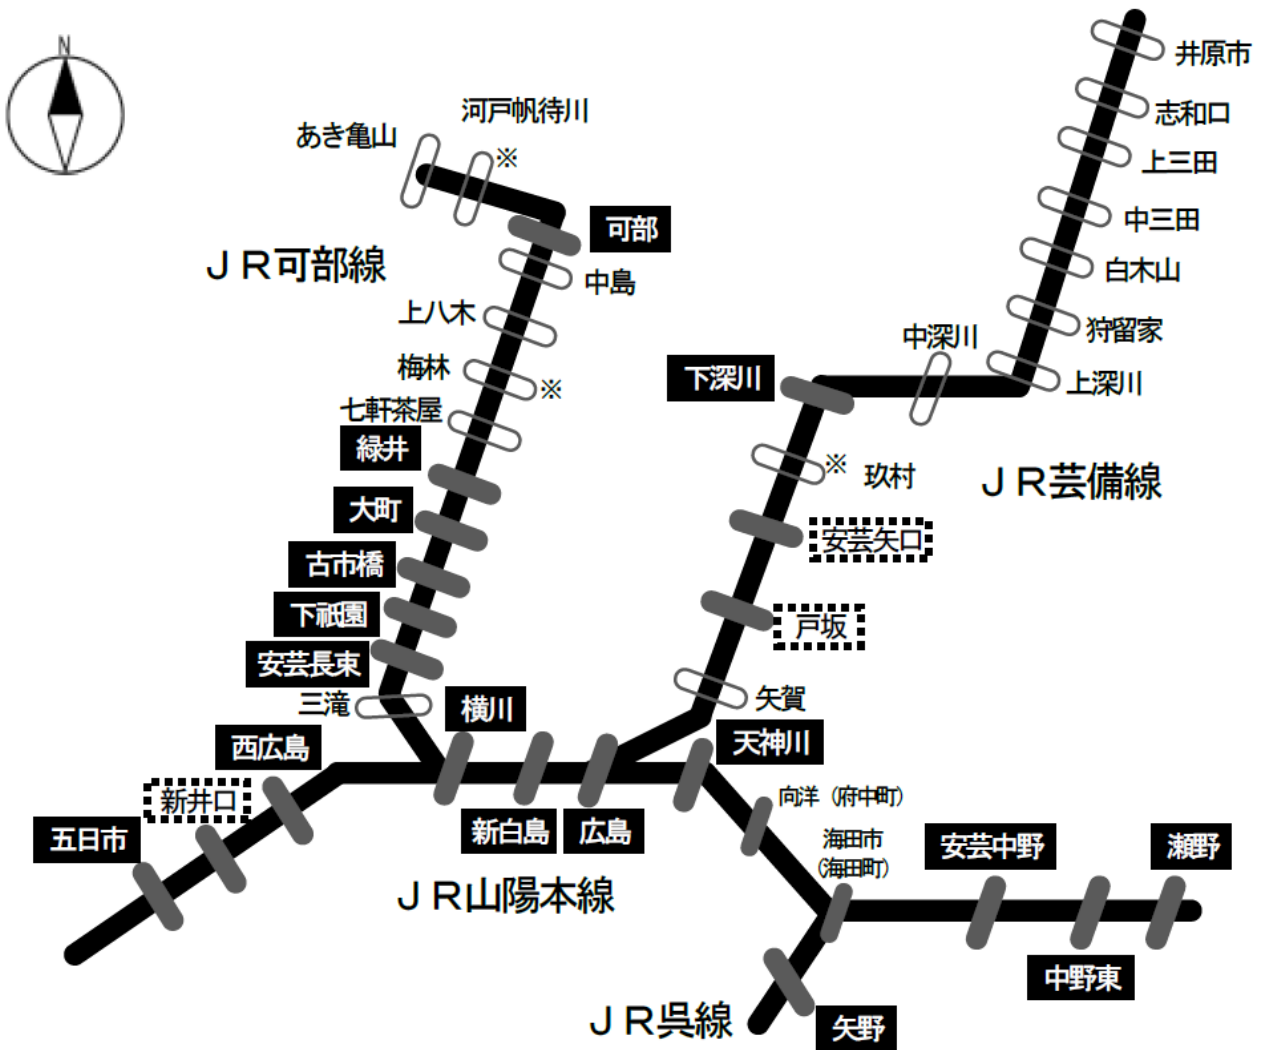 N
井原市
志和口
上三田
中三田
白木山
狩留家
上深川
中深川
下深川
※
玖村
安芸矢口
戸坂
矢賀
ＪＲ芸備線
河戸帆待川
※
あき亀山
可部
ＪＲ可部線
中島
上八木
梅林
※
七軒茶屋
緑井
大町
古市橋
下祇園
安芸長束
三滝
横川
西広島
新井口
五日市
新白島
広島
天神川
向洋（府中町）
海田市
（海田町）
安芸中野
瀬野
中野東
ＪＲ山陽本線
ＪＲ呉線
矢野